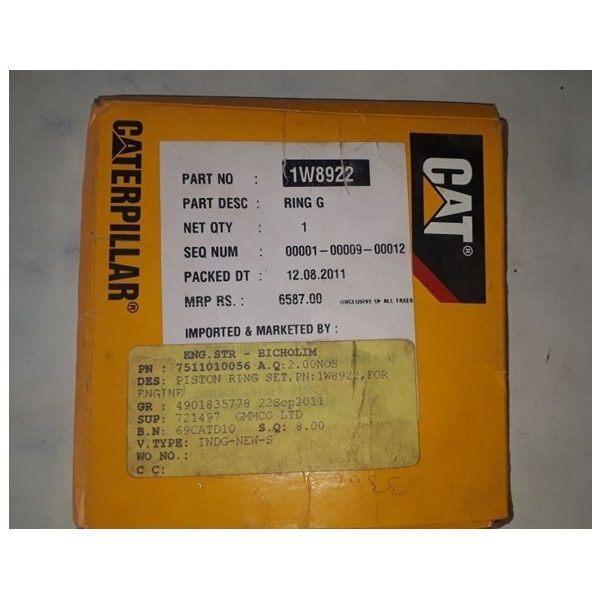 CATERPILLAR®
CAT®
PART NO : 1W8922
PART DESC : RING G
NET QTY : 1
SEQ NUM : 00001-00009-00012
PACKED DT : 12.08.2011
MRP RS. : 6587.00 (INCLUSIVE OF ALL TAXES
IMPORTED & MARKETED BY :
ENG.STR - BICHOLIM
PN : 7511010056 A.Q:2.00NOS
DES: PISTON RING SET,PN:1W8922,FOR
ENGINE
GR : 4901835778 22Sep2011
SUP: 721497 GMMCO LTD
B.N: 69CATD10 S.Q: 8.00
V.TYPE: INDG-NEW-S
WO NO.:
C C: